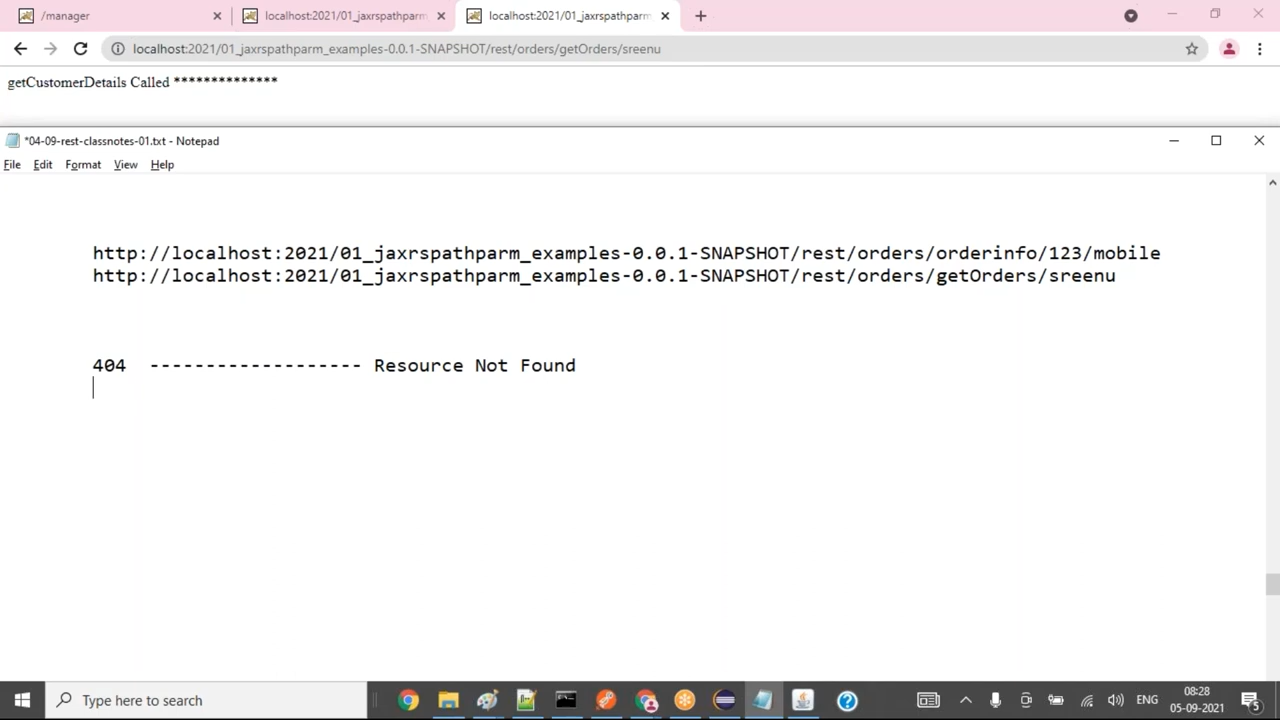 /manager
localhost:2021/01_jaxrspathparm
localhost:2021/01_jaxrspathparm
localhost:2021/01_jaxrspathparm_examples-0.0.1-SNAPSHOT/rest/orders/getOrders/sreenu
getCustomerDetails Called **************
*04-09-rest-classnotes-01.txt - Notepad
File Edit Format View Help
http://localhost:2021/01_jaxrspathparm_examples-0.0.1-SNAPSHOT/rest/orders/orderinfo/123/mobile
http://localhost:2021/01_jaxrspathparm_examples-0.0.1-SNAPSHOT/rest/orders/getOrders/sreenu
404 ------------------- Resource Not Found
Type here to search
ENG
08:28
05-09-2021
5